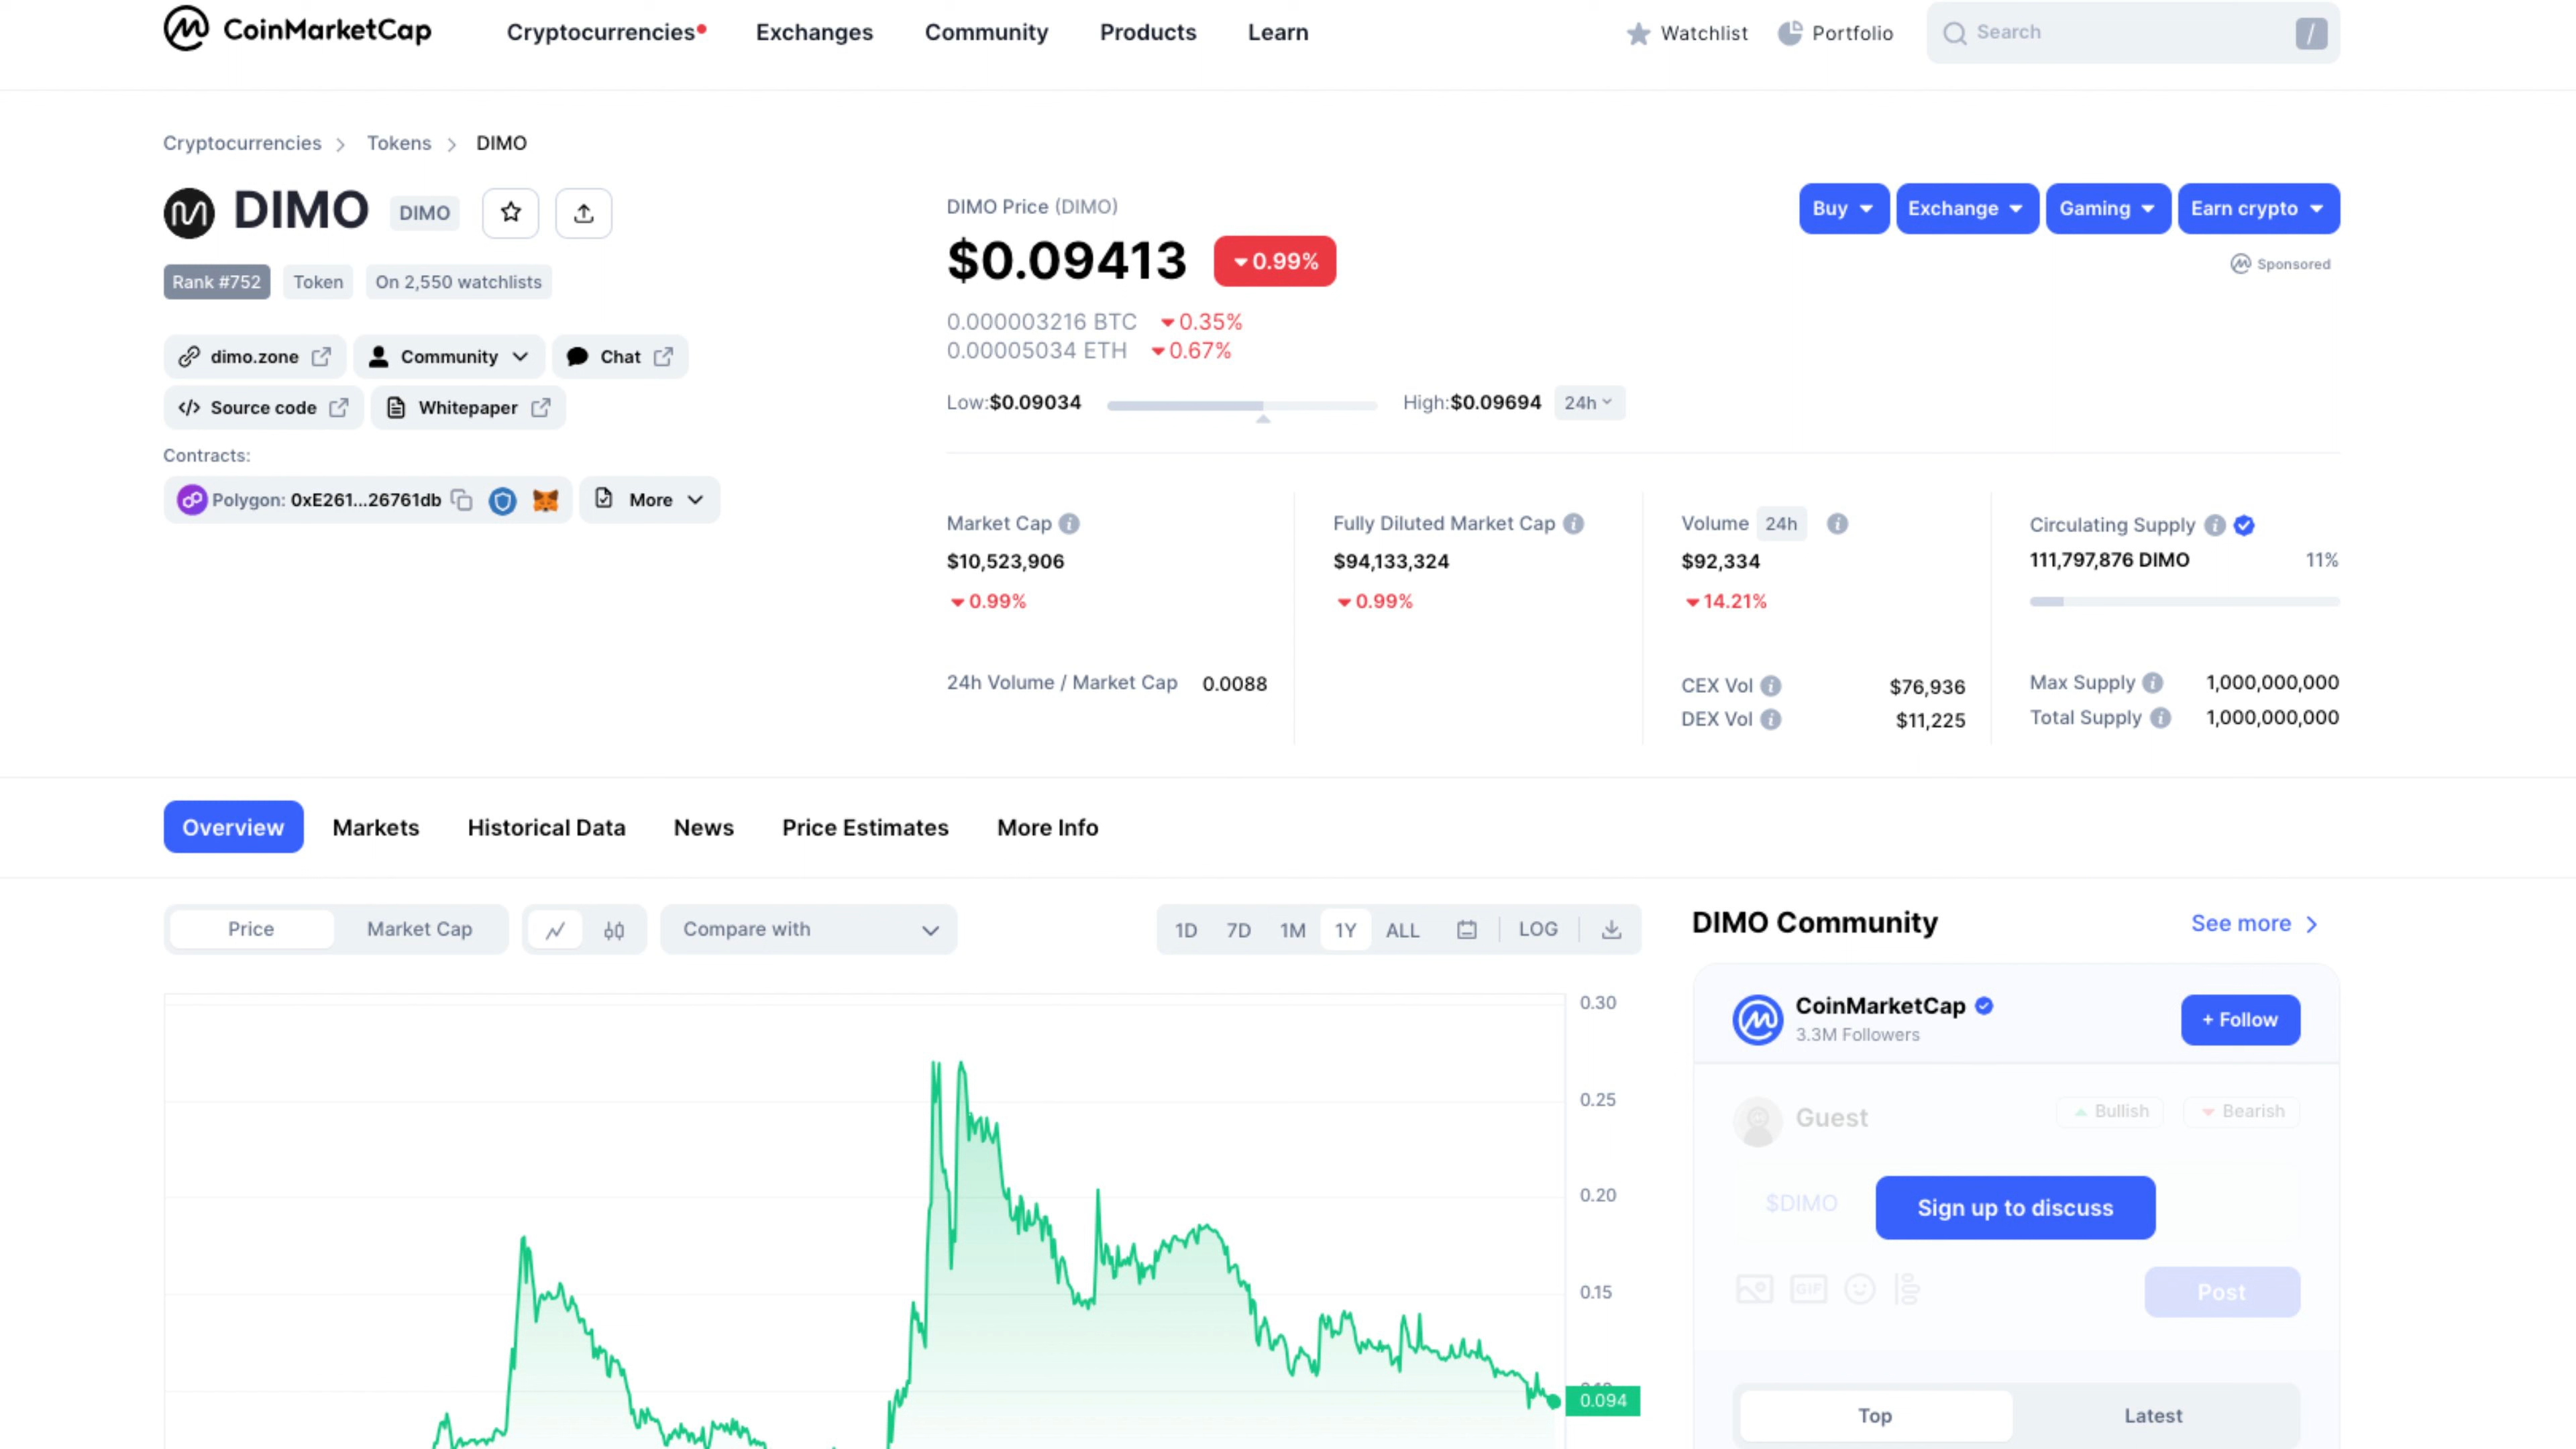 CoinMarketCap
Cryptocurrencies Exchanges Community Products Learn
Watchlist Portfolio Search /
Cryptocurrencies > Tokens > DIMO
DIMO DIMO
Rank #752 Token On 2,550 watchlists
dimo.zone Community Chat
</> Source code Whitepaper
Contracts:
Polygon: 0xE261...26761db More
DIMO Price (DIMO)
$0.09413 0.99%
0.000003216 BTC 0.35%
0.00005034 ETH 0.67%
Low:$0.09034 High:$0.09694 24h
Buy Exchange Gaming Earn crypto
Sponsored
Market Cap
$10,523,906
0.99%
24h Volume / Market Cap 0.0088
Fully Diluted Market Cap
$94,133,324
0.99%
Volume 24h
$92,334
14.21%
CEX Vol $76,936
DEX Vol $11,225
Circulating Supply
111,797,876 DIMO 11%
Max Supply 1,000,000,000
Total Supply 1,000,000,000
Overview Markets Historical Data News Price Estimates More Info
Price Market Cap Compare with 1D 7D 1M 1Y ALL LOG
0.30
0.25
0.20
0.15
0.094
DIMO Community See more >
CoinMarketCap + Follow
3.3M Followers
Guest Bullish Bearish
$DIMO Sign up to discuss
GIF Post
Top Latest